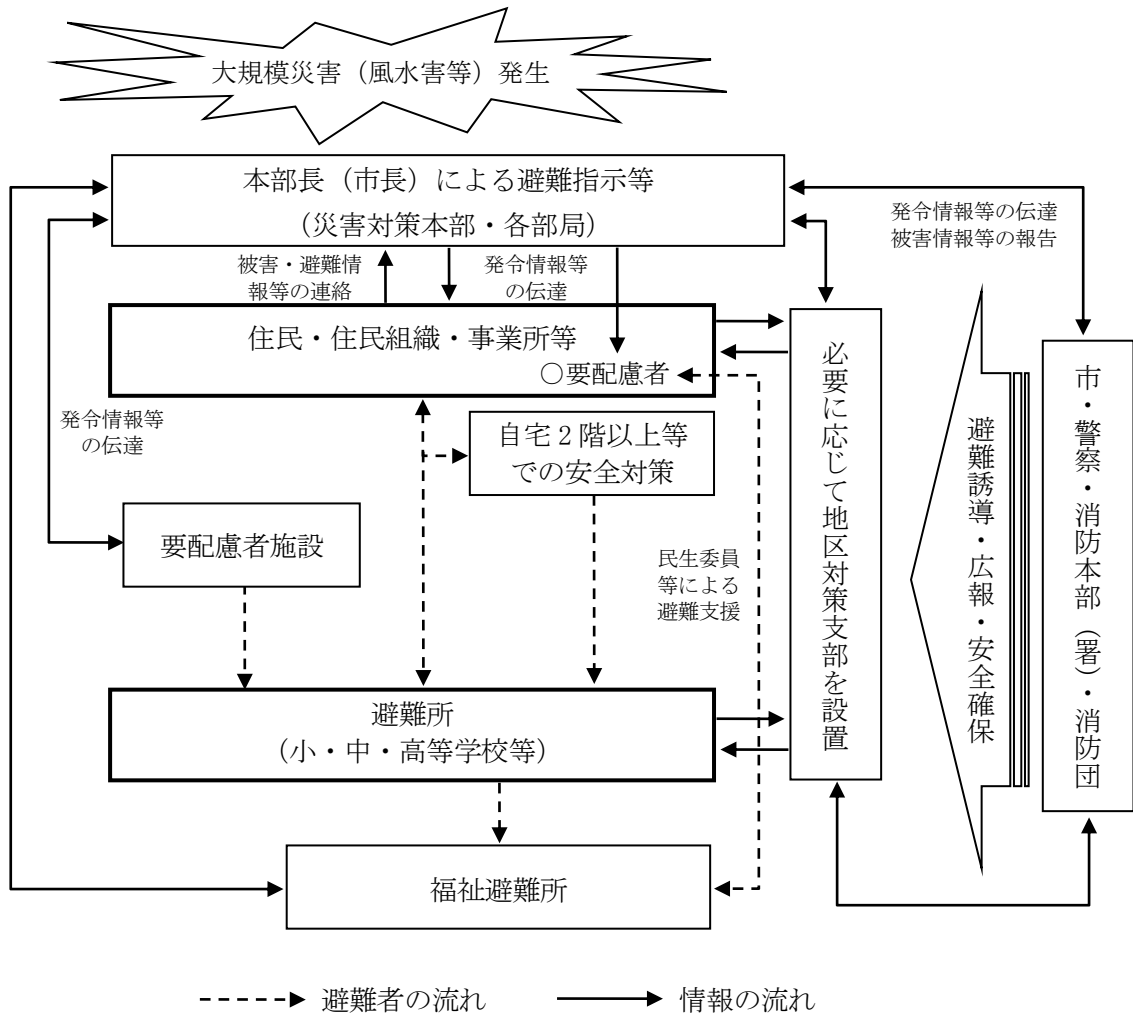 大規模災害（風水害等）発生
本部長（市長）による避難指示等
（災害対策本部・各部局）
発令情報等の伝達
被害情報等の報告
被害・避難情
報等の連絡
発令情報等
の伝達
住民・住民組織・事業所等
○要配慮者
発令情報等
の伝達
自宅２階以上等
での安全対策
要配慮者施設
民生委員
等による
避難支援
必要に応じて地区対策支部を設置
避難誘導・広報・安全確保
市・警察・消防本部（署）・消防団
避難所
（小・中・高等学校等）
福祉避難所
避難者の流れ
情報の流れ